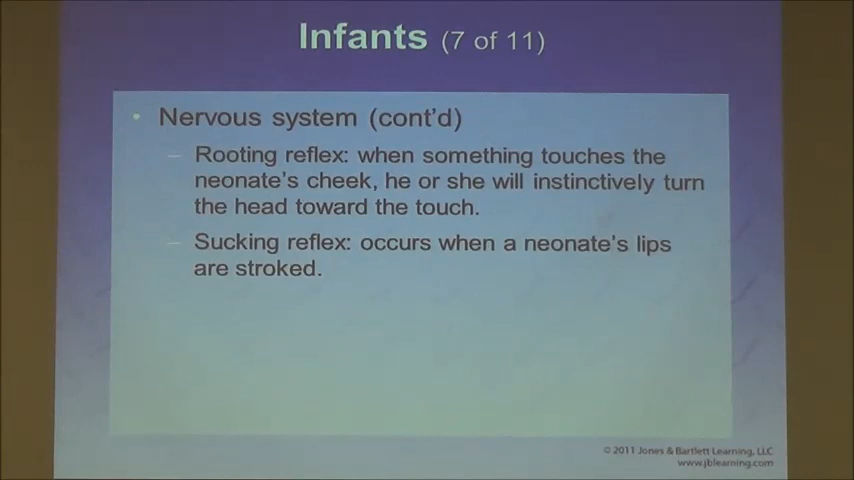 Infants (7 of 11)
• Nervous system (cont'd)
– Rooting reflex: when something touches the
neonate's cheek, he or she will instinctively turn
the head toward the touch.
– Sucking reflex: occurs when a neonate's lips
are stroked.
© 2011 Jones & Bartlett Learning, LLC
www.jblearning.com